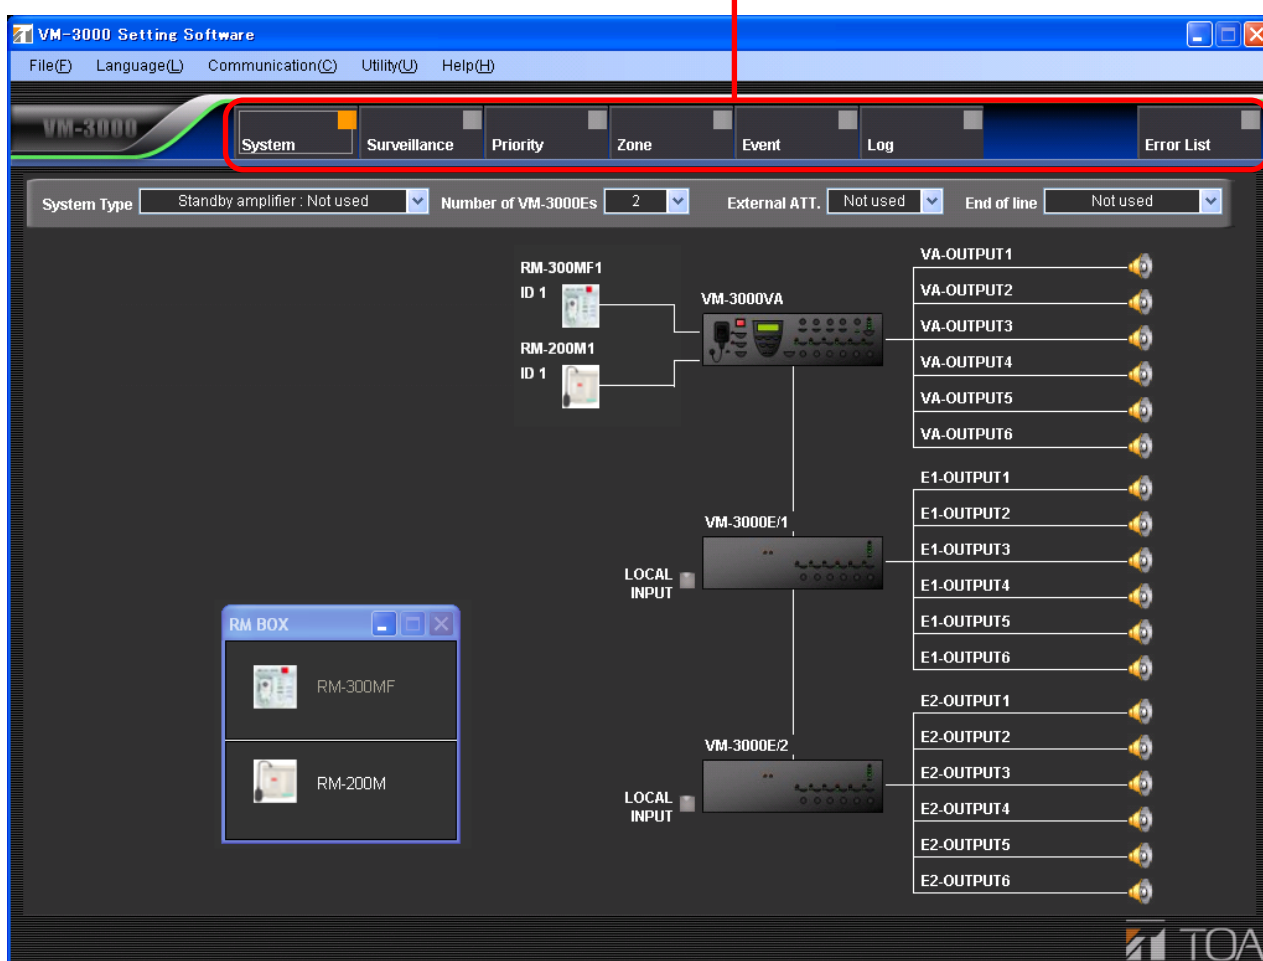 VM-3000 Setting Software
File(F) Language(L) Communication(C) Utility(U) Help(H)
VM-3000
System Surveillance Priority Zone Event Log Error List
System Type Standby amplifier : Not used Number of VM-3000Es 2 External ATT. Not used End of line Not used
RM-300MF1
ID 1
RM-200M1
ID 1
VM-3000VA
VA-OUTPUT1
VA-OUTPUT2
VA-OUTPUT3
VA-OUTPUT4
VA-OUTPUT5
VA-OUTPUT6
VM-3000E/1
LOCAL
INPUT
E1-OUTPUT1
E1-OUTPUT2
E1-OUTPUT3
E1-OUTPUT4
E1-OUTPUT5
E1-OUTPUT6
RM BOX
RM-300MF
RM-200M
VM-3000E/2
LOCAL
INPUT
E2-OUTPUT1
E2-OUTPUT2
E2-OUTPUT3
E2-OUTPUT4
E2-OUTPUT5
E2-OUTPUT6
TOA